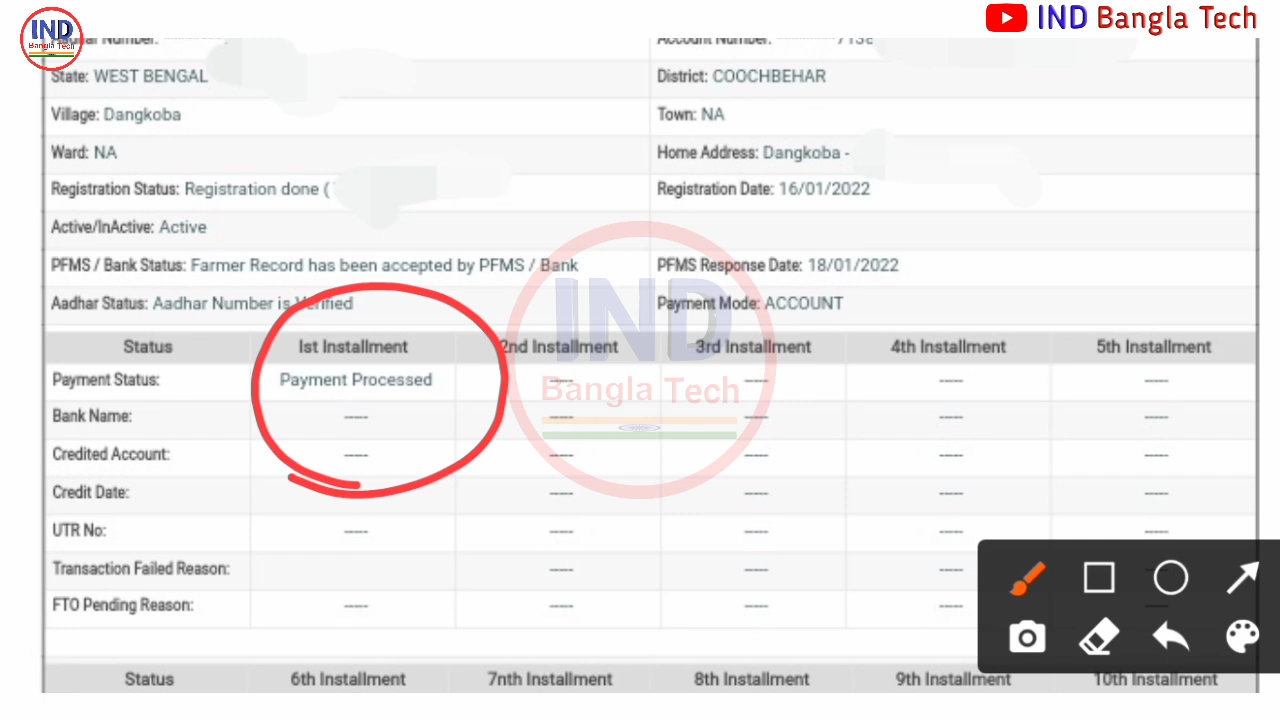 IND
Bangla Tech
IND Bangla Tech
Number:
Account Number: 7138
State: WEST BENGAL
District: COOCHBEHAR
Village: Dangkoba
Town: NA
Ward: NA
Home Address: Dangkoba -
Registration Status: Registration done (
Registration Date: 16/01/2022
Active/InActive: Active
PFMS / Bank Status: Farmer Record has been accepted by PFMS / Bank
PFMS Response Date: 18/01/2022
Aadhar Status: Aadhar Number is Verified
Payment Mode: ACCOUNT
IND
Bangla Tech
Status Ist Installment 2nd Installment 3rd Installment 4th Installment 5th Installment
Payment Status: Payment Processed ----- ----- ----- -----
Bank Name: ----- ----- ----- ----- -----
Credited Account: ----- ----- ----- ----- -----
Credit Date: ----- ----- ----- -----
UTR No: ----- ----- ----- ----- -----
Transaction Failed Reason: ----- ----- -----
FTO Pending Reason: ----- ----- ----- -----
Status 6th Installment 7nth Installment 8th Installment 9th Installment 10th Installment